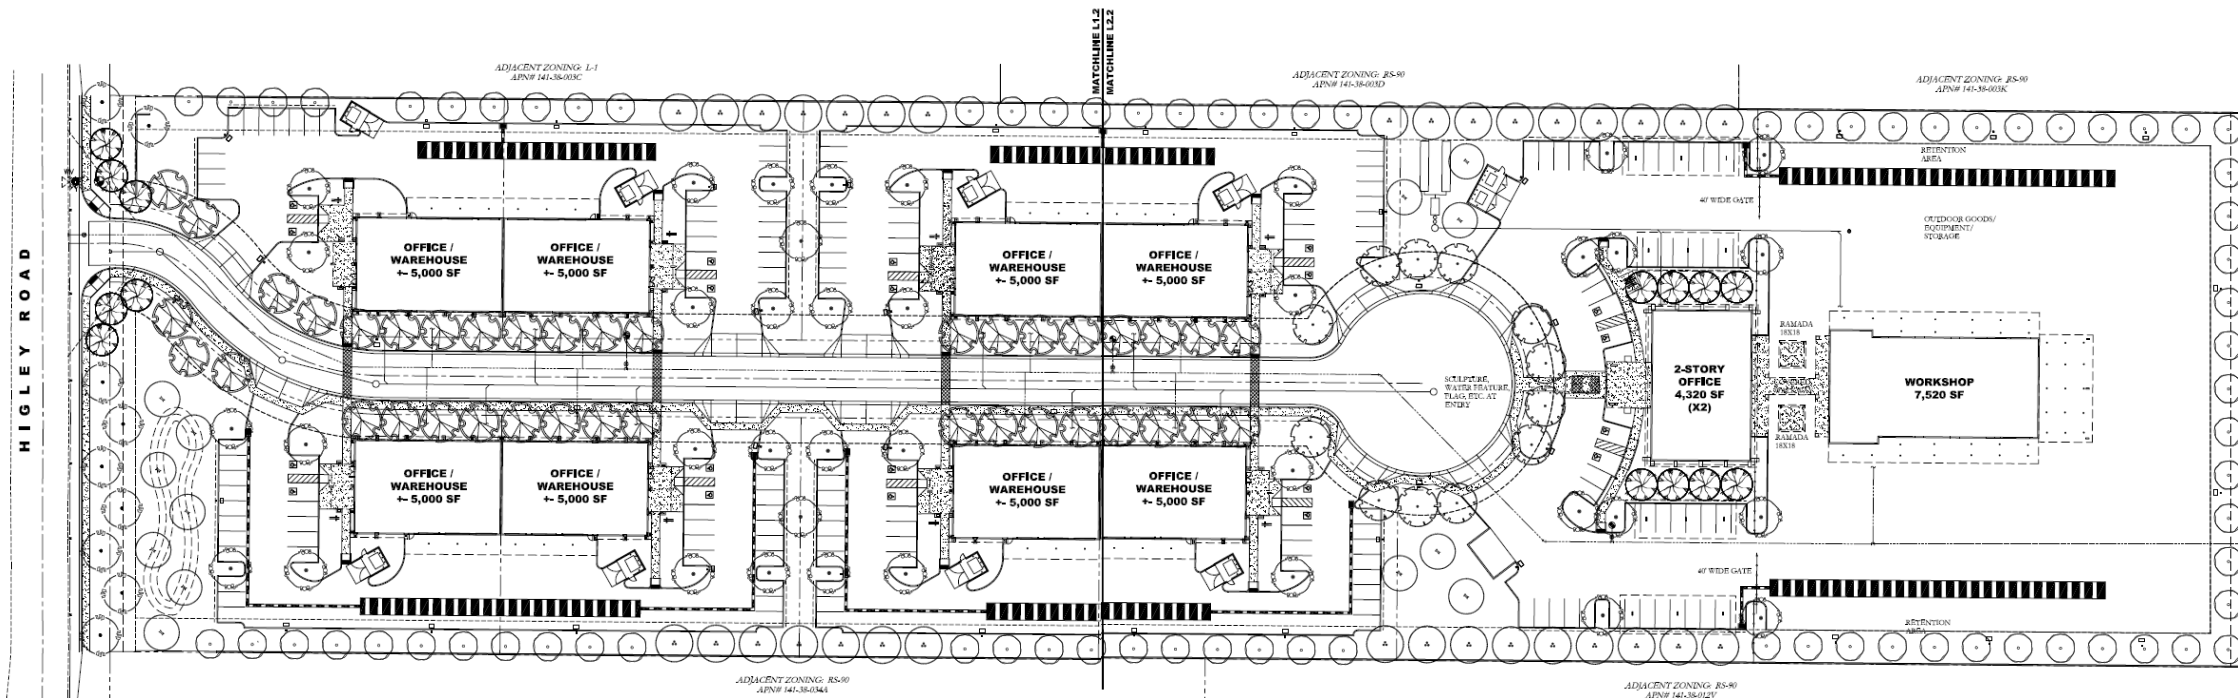 MATCHLINE L1.2
MATCHLINE L2.2
ADJACENT ZONING: L-1
APN# 141-38-003C
ADJACENT ZONING: RS-90
APN# 141-38-003D
ADJACENT ZONING: RS-90
APN# 141-38-003K
HIGLEY ROAD
RETENTION
AREA
40' WIDE GATE
OUTDOOR GOODS/
EQUIPMENT/
STORAGE
OFFICE /
WAREHOUSE
+- 5,000 SF
OFFICE /
WAREHOUSE
+- 5,000 SF
OFFICE /
WAREHOUSE
+- 5,000 SF
OFFICE /
WAREHOUSE
+- 5,000 SF
RAMADA
18X18
SCULPTURE,
WATER FEATURE,
FLAG, ETC. AT
ENTRY
2-STORY
OFFICE
4,320 SF
(X2)
WORKSHOP
7,520 SF
RAMADA
18X18
OFFICE /
WAREHOUSE
+- 5,000 SF
OFFICE /
WAREHOUSE
+- 5,000 SF
OFFICE /
WAREHOUSE
+- 5,000 SF
OFFICE /
WAREHOUSE
+- 5,000 SF
40' WIDE GATE
RETENTION
AREA
ADJACENT ZONING: RS-90
APN# 141-38-034A
ADJACENT ZONING: RS-90
APN# 141-38-012V